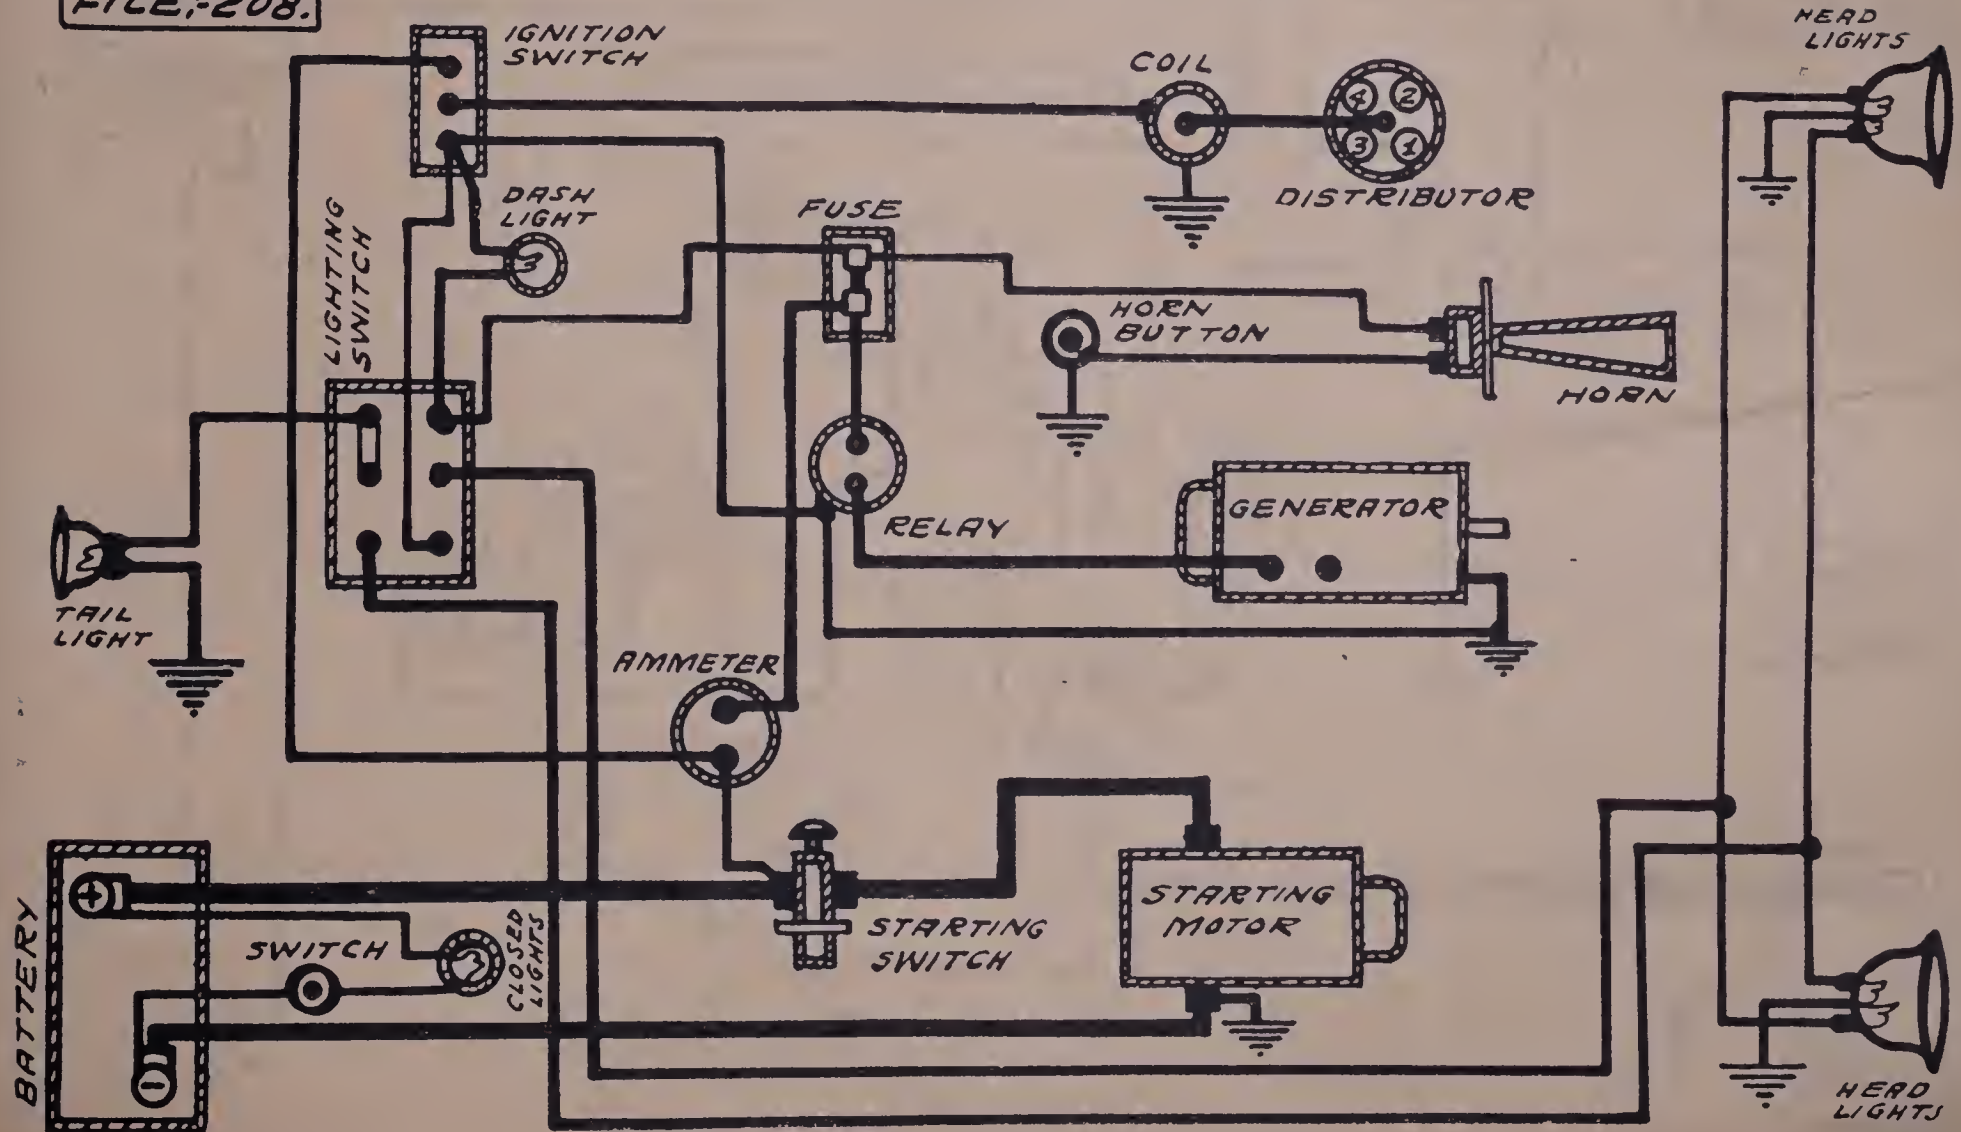 FILE,-208.
IGNITION
SWITCH
COIL
4 2
3 1
DISTRIBUTOR
HEAD
LIGHTS
DASH
LIGHT
FUSE
LIGHTING
SWITCH
HORN
BUTTON
HORN
RELAY
GENERATOR
TAIL
LIGHT
AMMETER
BATTERY
+
SWITCH
CLOSED
LIGHTS
-
STARTING
SWITCH
STARTING
MOTOR
HEAD
LIGHTS